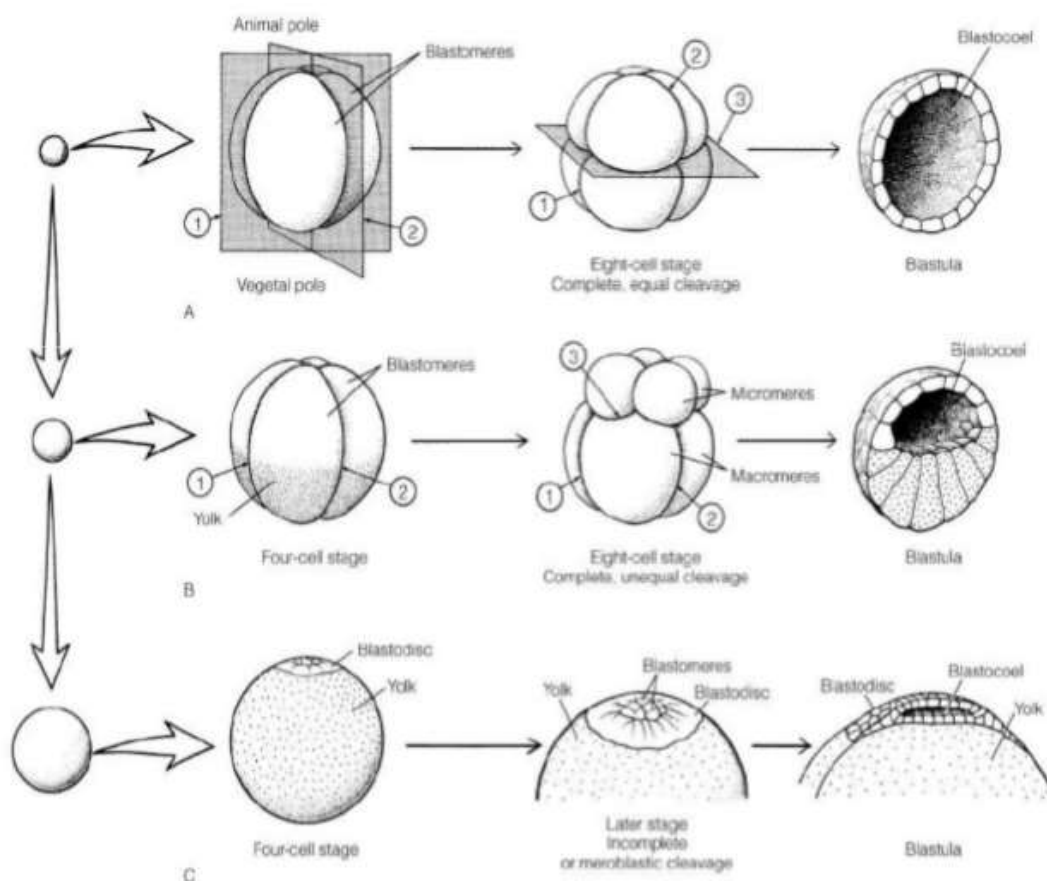 Animal pole
Blastomeres
1
2
Vegetal pole
A
2
3
1
Eight-cell stage
Complete, equal cleavage
Blastocoel
Blastula
Blastomeres
1
2
Yolk
Four-cell stage
B
3
Micromeres
Macromeres
1
2
Eight-cell stage
Complete, unequal cleavage
Blastocoel
Blastula
Blastodisc
Yolk
Four-cell stage
C
Yolk
Blastomeres
Blastodisc
Later stage
Incomplete
or meroblastic cleavage
Blastodisc
Blastocoel
Yolk
Blastula